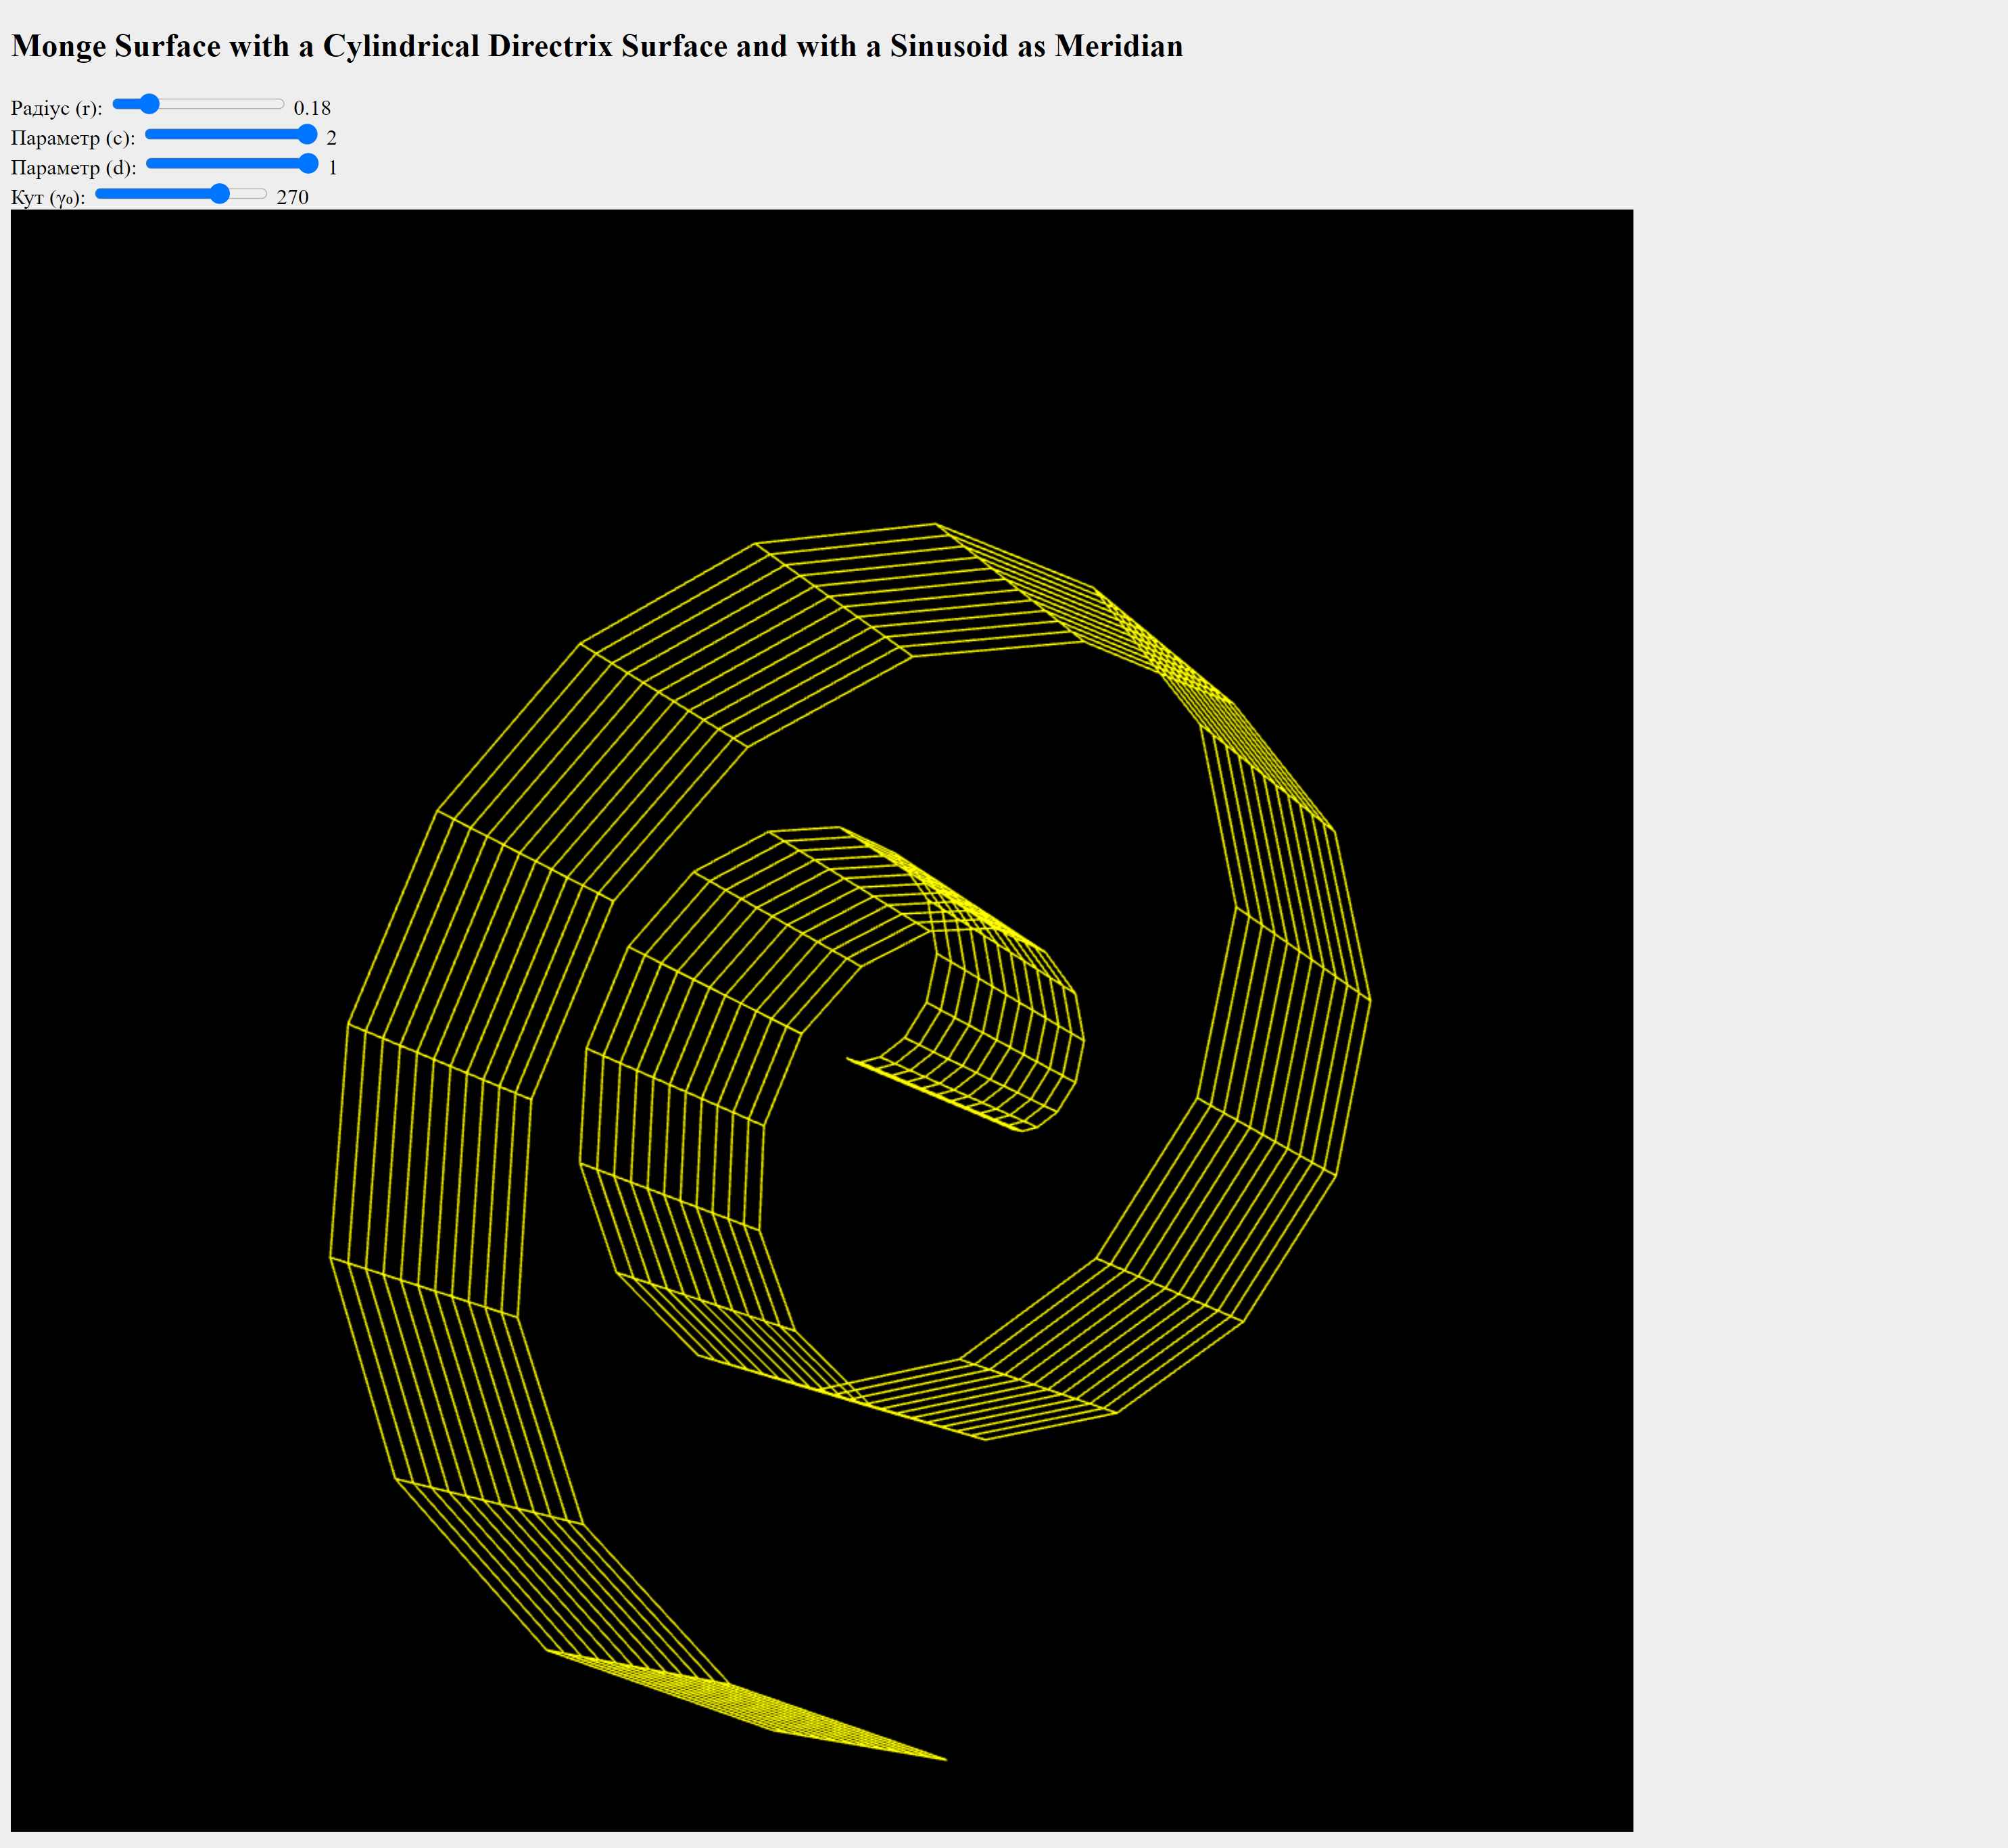 Monge Surface with a Cylindrical Directrix Surface and with a Sinusoid as Meridian
Радіус (r): 0.18
Параметр (c): 2
Параметр (d): 1
Кут (γ₀): 270